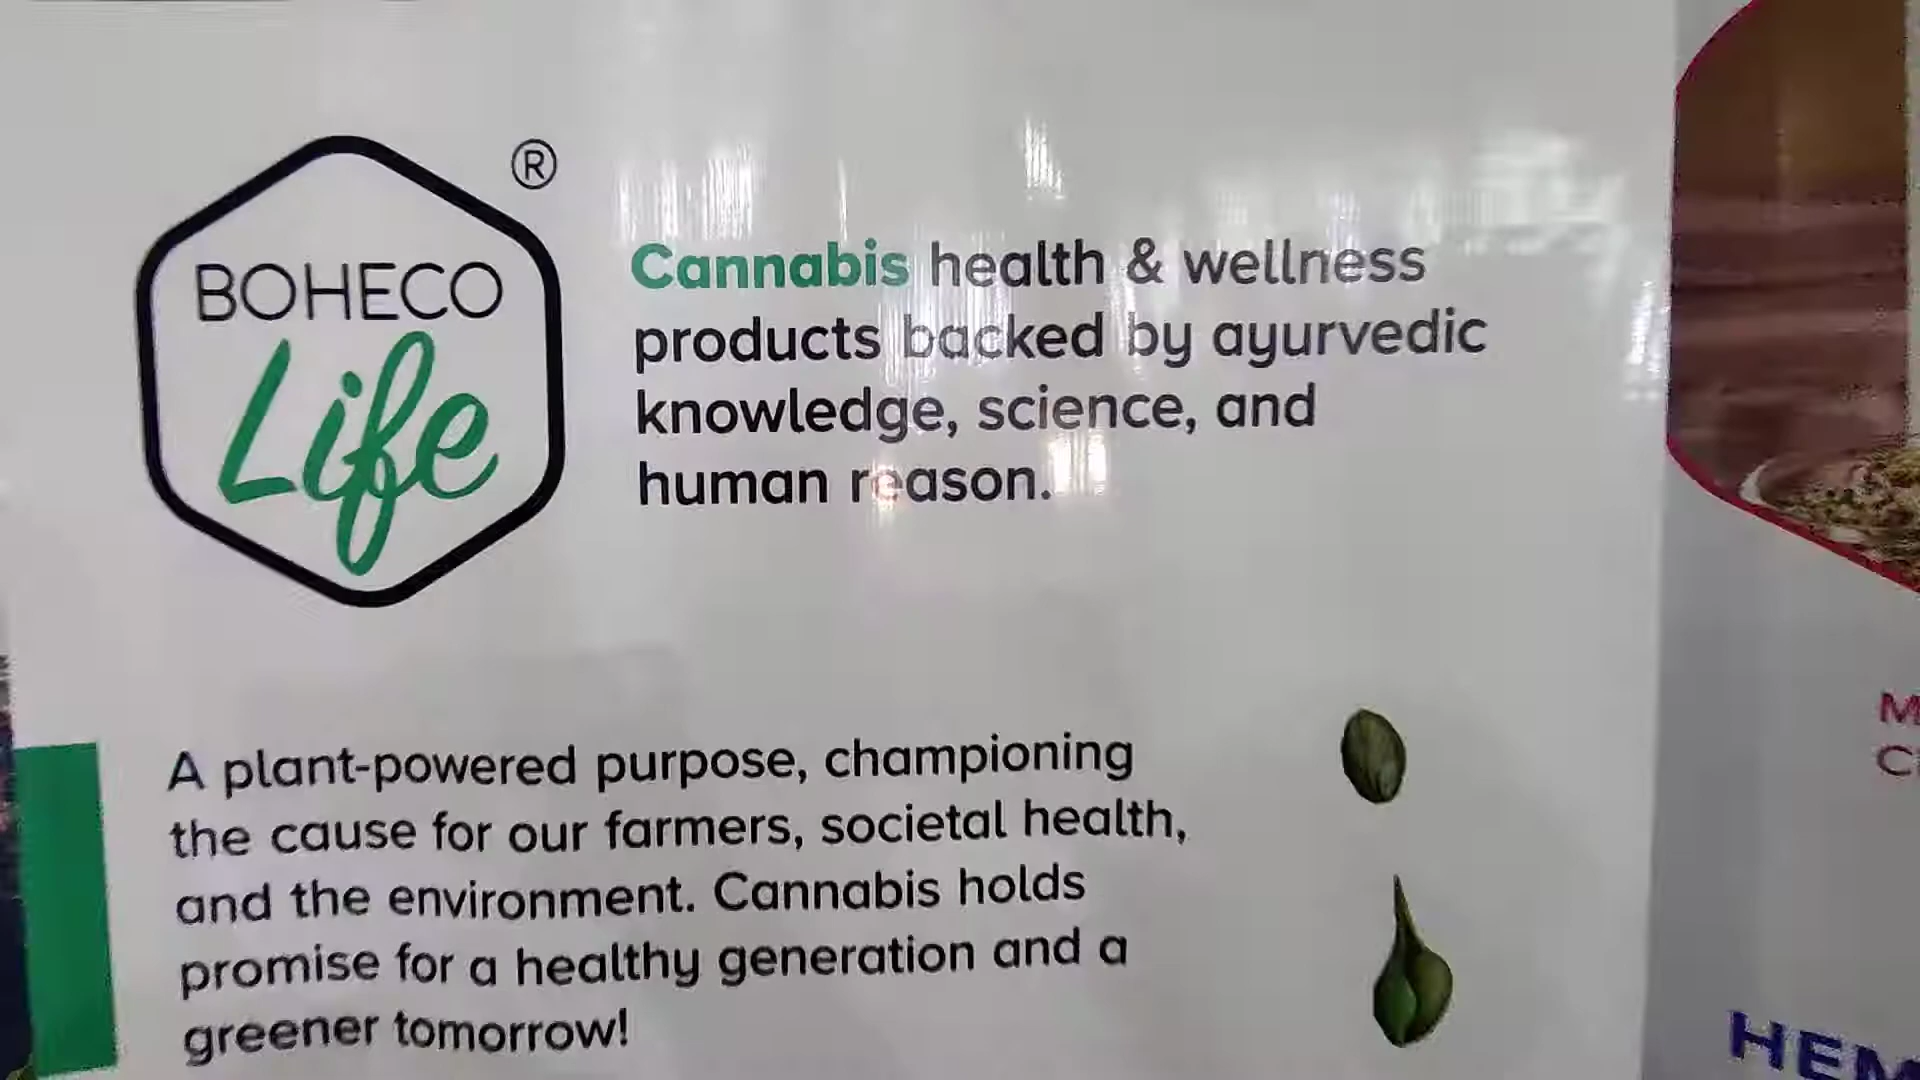 BOHECO
Life
®
Cannabis health & wellness
products backed by ayurvedic
knowledge, science, and
human reason.
A plant-powered purpose, championing
the cause for our farmers, societal health,
and the environment. Cannabis holds
promise for a healthy generation and a
greener tomorrow!